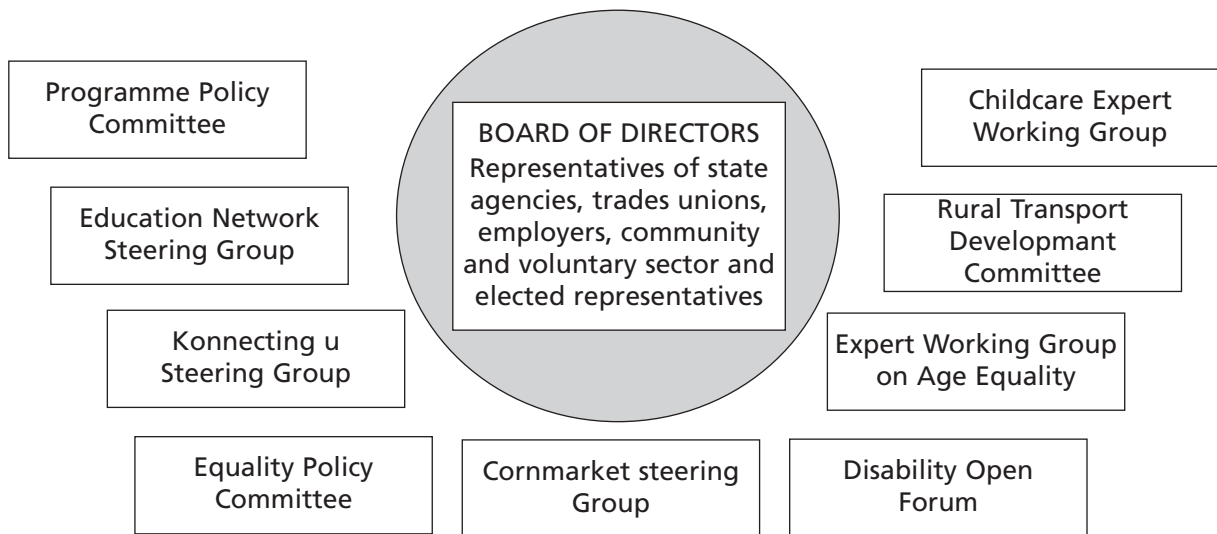 Programme Policy
Committee
Education Network
Steering Group
Konnecting u
Steering Group
Equality Policy
Committee
BOARD OF DIRECTORS
Representatives of state
agencies, trades unions,
employers, community
and voluntary sector and
elected representatives
Cornmarket steering
Group
Childcare Expert
Working Group
Rural Transport
Developmant
Committee
Expert Working Group
on Age Equality
Disability Open
Forum